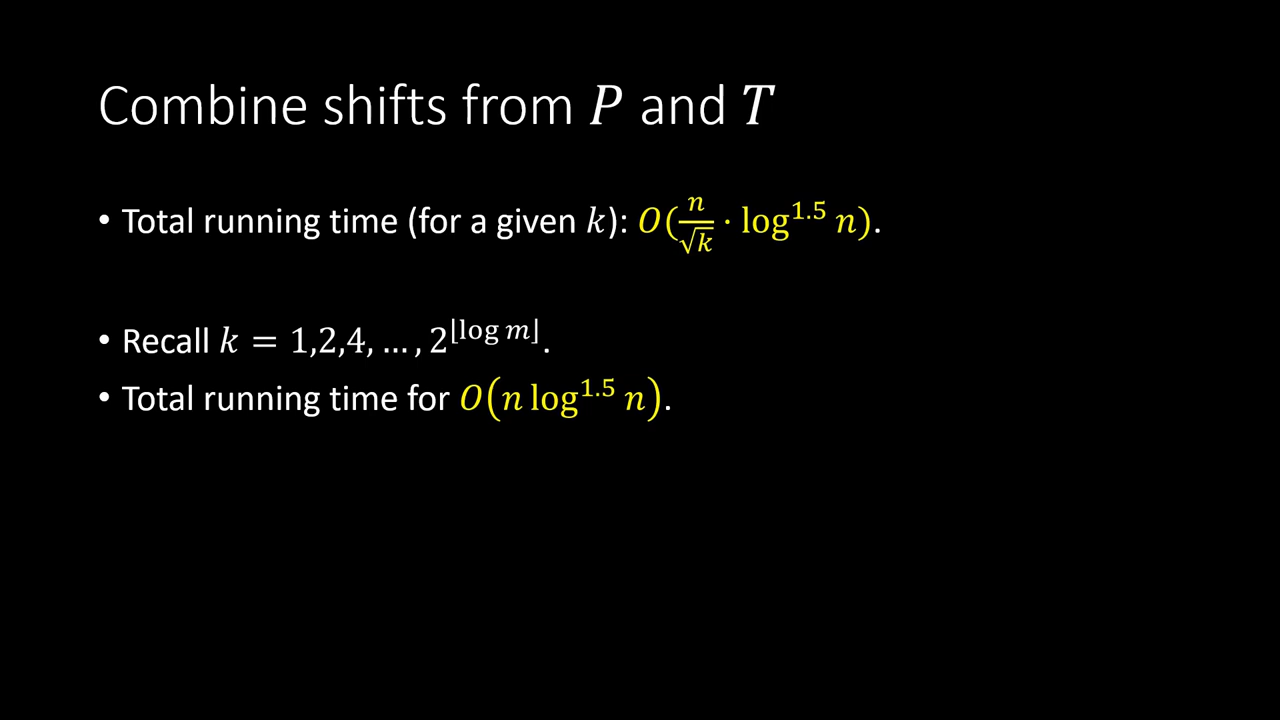 Combine shifts from 𝑃 and 𝑇
• Total running time (for a given 𝑘): 𝑂(𝑛/√𝑘 · log^1.5 𝑛).
• Recall 𝑘 = 1,2,4, … , 2^⌊log 𝑚⌋.
• Total running time for 𝑂(𝑛 log^1.5 𝑛).